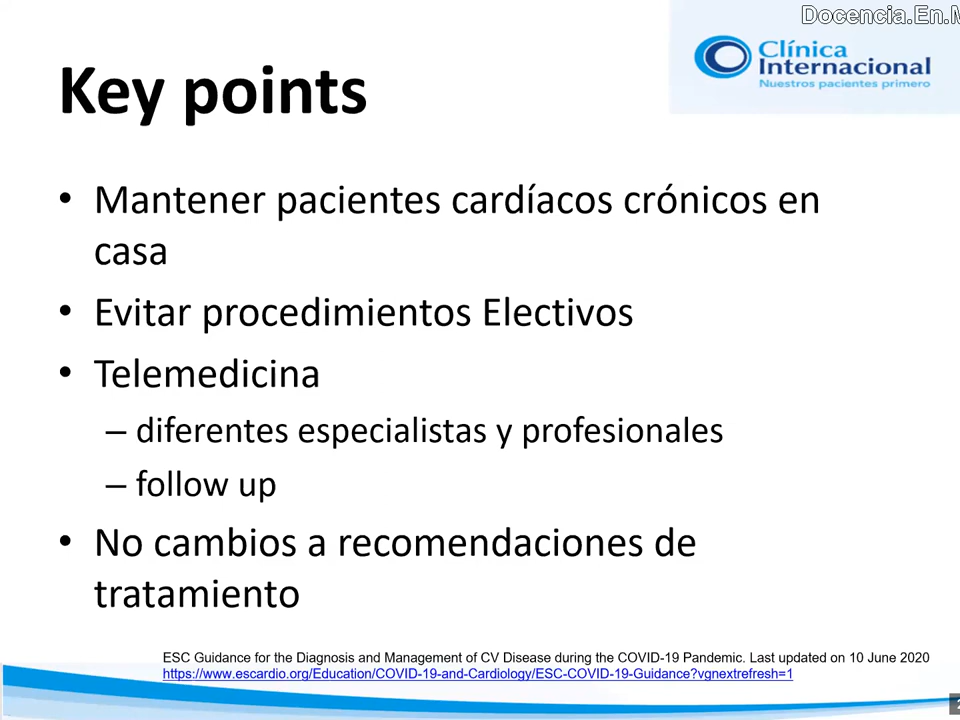 Docencia.En.
Clínica
Internacional
Nuestros pacientes primero
Key points
• Mantener pacientes cardíacos crónicos en
casa
• Evitar procedimientos Electivos
• Telemedicina
– diferentes especialistas y profesionales
– follow up
• No cambios a recomendaciones de
tratamiento
ESC Guidance for the Diagnosis and Management of CV Disease during the COVID-19 Pandemic. Last updated on 10 June 2020
https://www.escardio.org/Education/COVID-19-and-Cardiology/ESC-COVID-19-Guidance?vgnextrefresh=1